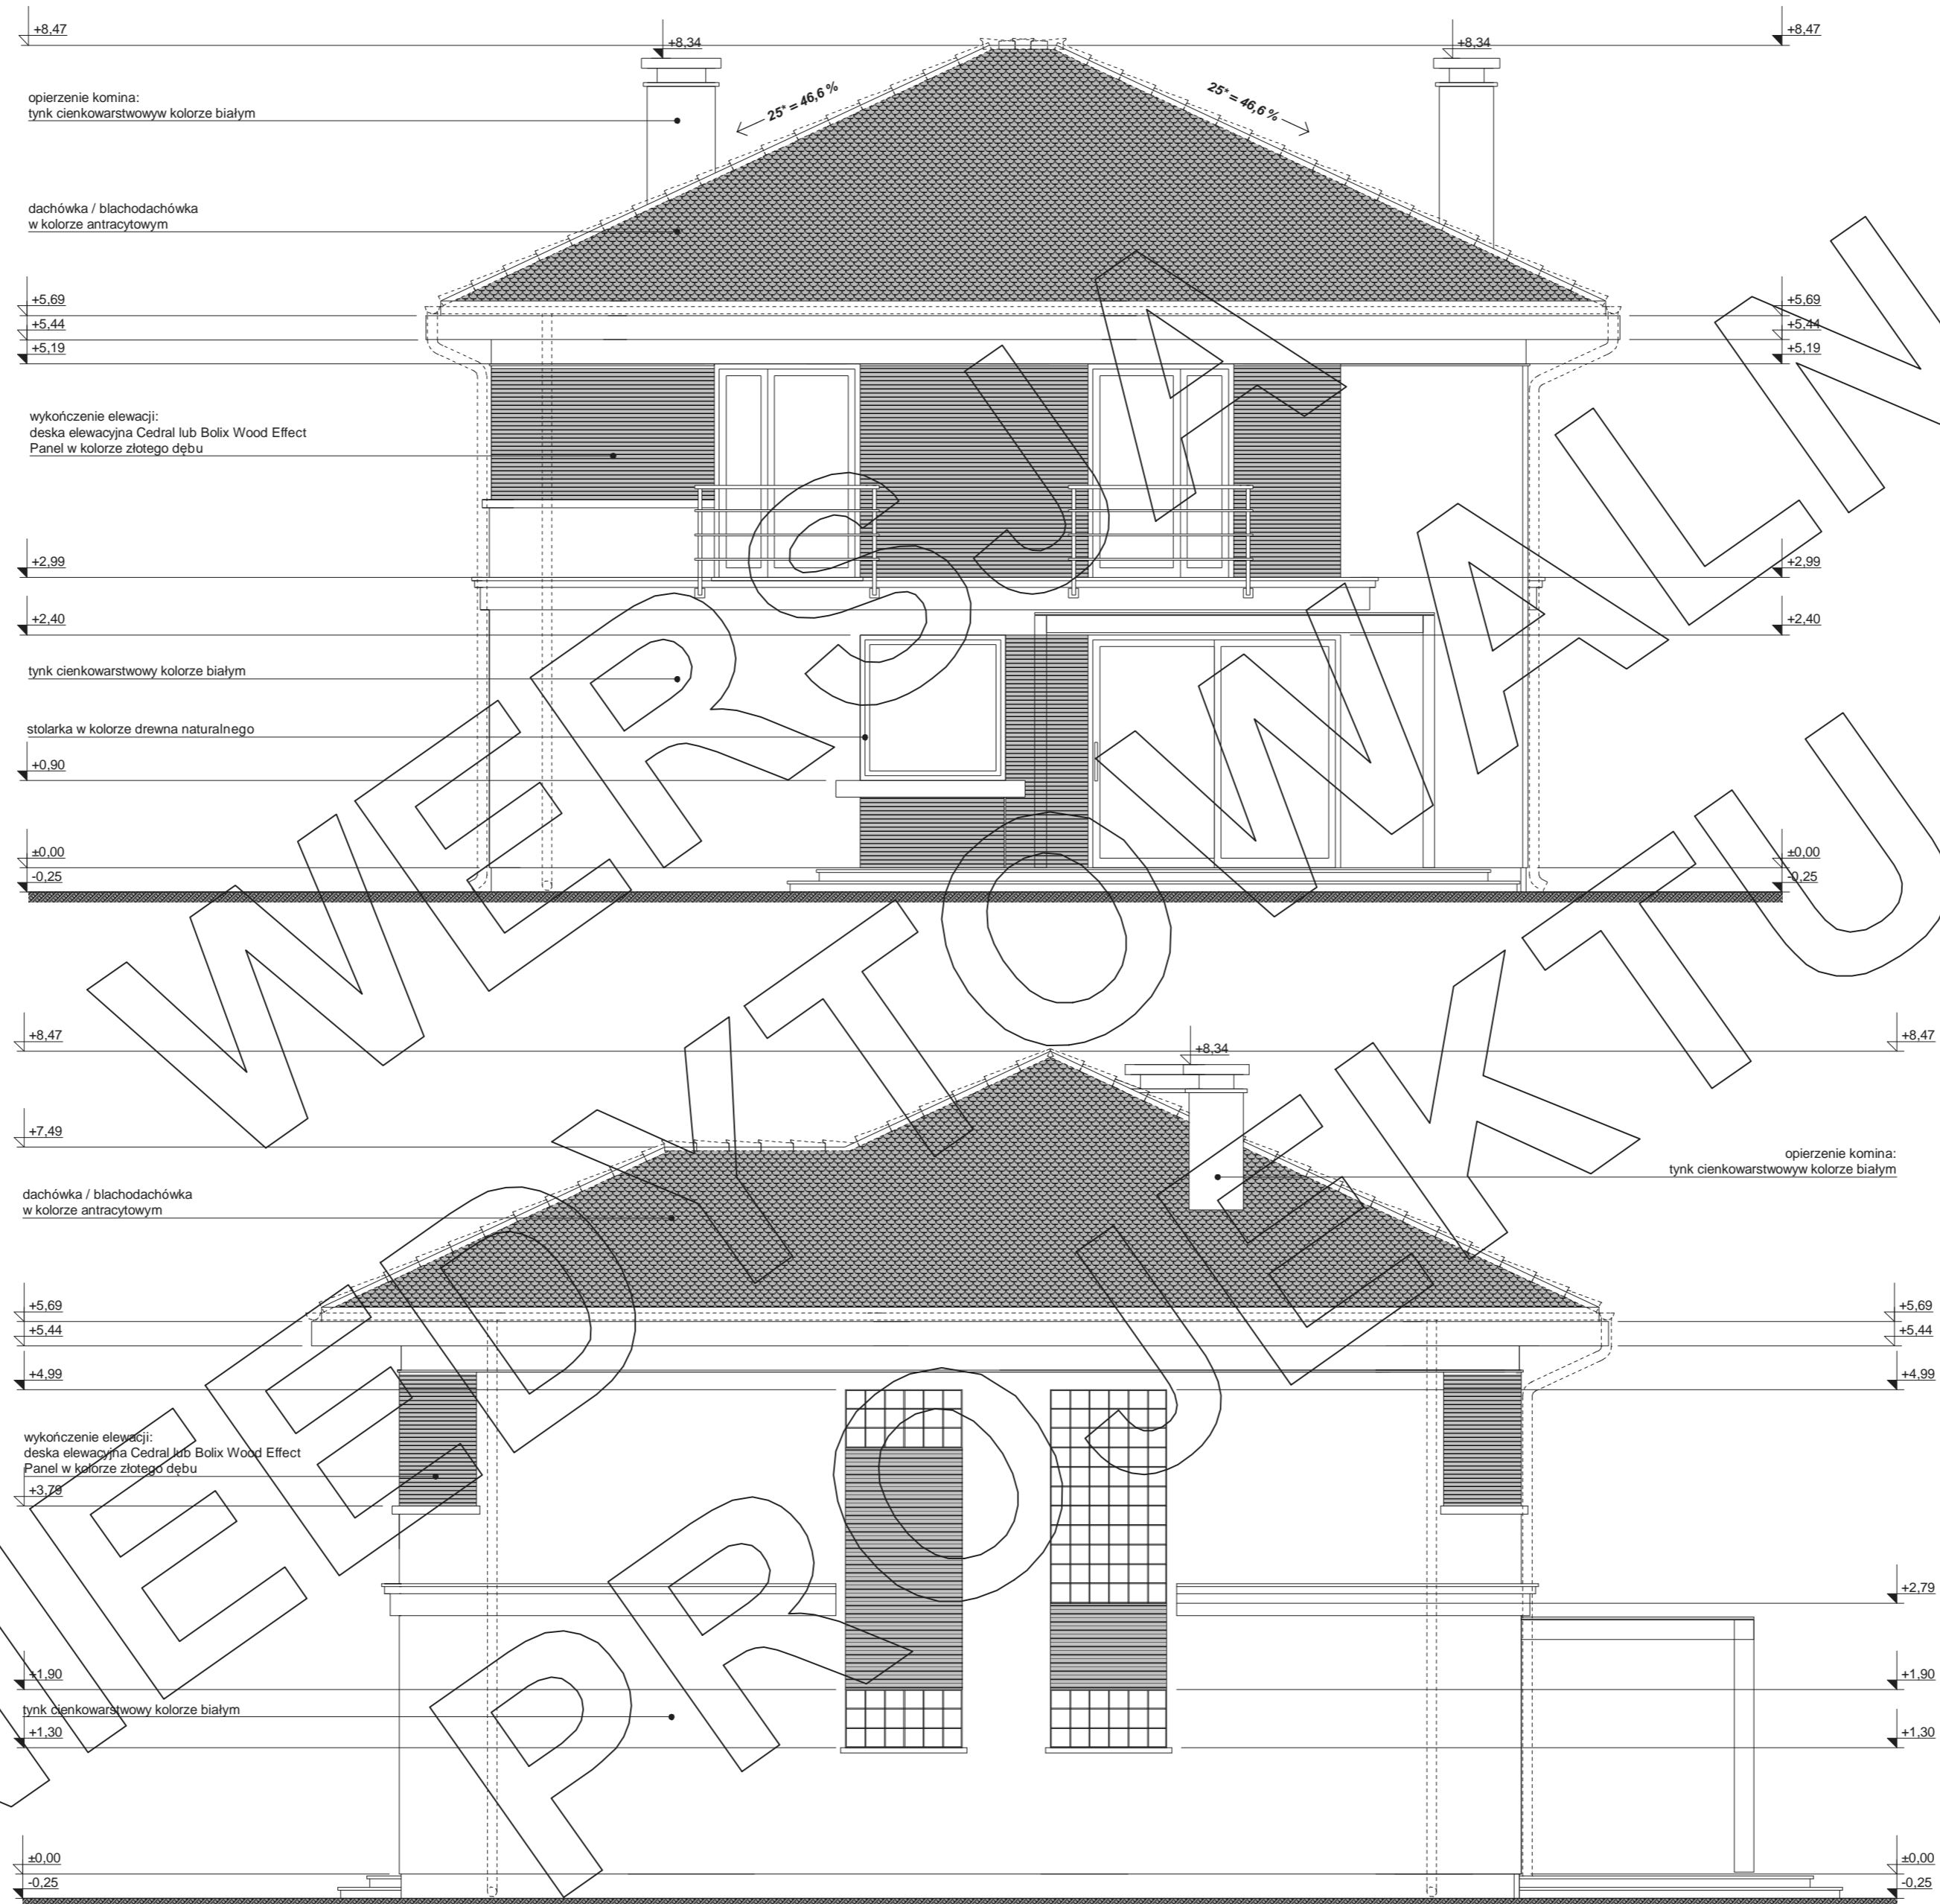 +8,47
+8,34
+8,34
+8,47
25° = 46,6 %
25° = 46,6 %
opierzenie komina:
tynk cienkowarstwowyw kolorze białym
dachówka / blachodachówka
w kolorze antracytowym
+5,69
+5,69
+5,44
+5,44
+5,19
+5,19
wykończenie elewacji:
deska elewacyjna Cedral lub Bolix Wood Effect
Panel w kolorze złotego dębu
+2,99
+2,99
+2,40
+2,40
tynk cienkowarstwowy kolorze białym
stolarka w kolorze drewna naturalnego
+0,90
±0,00
±0,00
-0,25
-0,25
+8,47
+8,34
+8,47
+7,49
opierzenie komina:
tynk cienkowarstwowyw kolorze białym
dachówka / blachodachówka
w kolorze antracytowym
+5,69
+5,69
+5,44
+5,44
+4,99
+4,99
wykończenie elewacji:
deska elewacyjna Cedral lub Bolix Wood Effect
Panel w kolorze złotego dębu
+3,79
+2,79
+1,90
+1,90
tynk cienkowarstwowy kolorze białym
+1,30
+1,30
±0,00
±0,00
-0,25
-0,25
WERSJA
NIEEDYKTOWALN
PROJEKTU